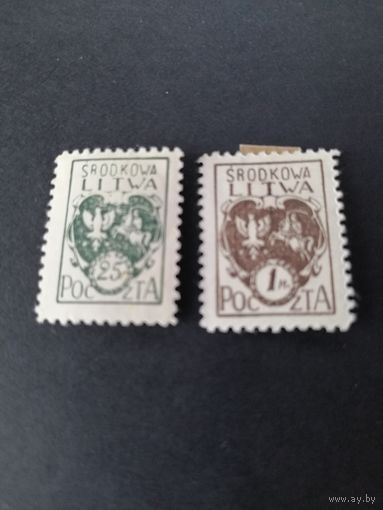 ŚRODKOWA
LITWA
25
POCZTA
ŚRODKOWA
LITWA
1 M.
POCZTA
www.ay.by